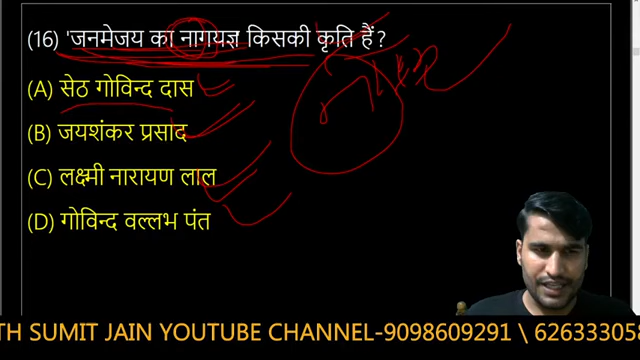 (16) 'जनमेजय का नागयज्ञ किसकी कृति हैं?
(A) सेठ गोविन्द दास
(B) जयशंकर प्रसाद
(C) लक्ष्मी नारायण लाल
(D) गोविन्द वल्लभ पंत
TH SUMIT JAIN YOUTUBE CHANNEL-9098609291 \ 626333058